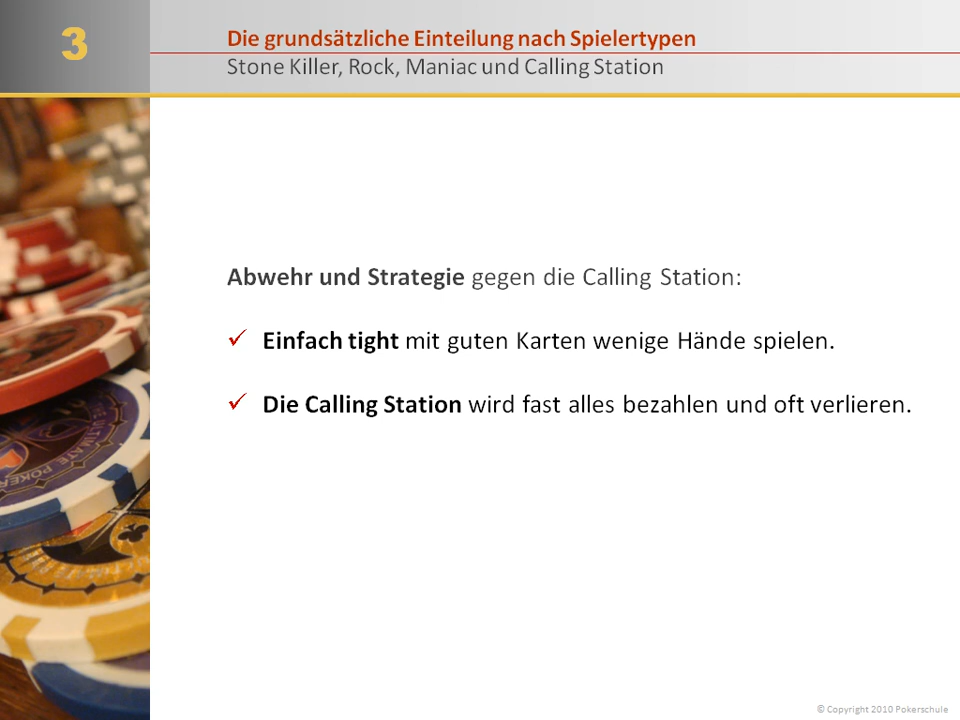 3
Die grundsätzliche Einteilung nach Spielertypen
Stone Killer, Rock, Maniac und Calling Station
Abwehr und Strategie gegen die Calling Station:
✓ Einfach tight mit guten Karten wenige Hände spielen.
✓ Die Calling Station wird fast alles bezahlen und oft verlieren.
ULTIMATE POKER
© Copyright 2010 Pokerschule